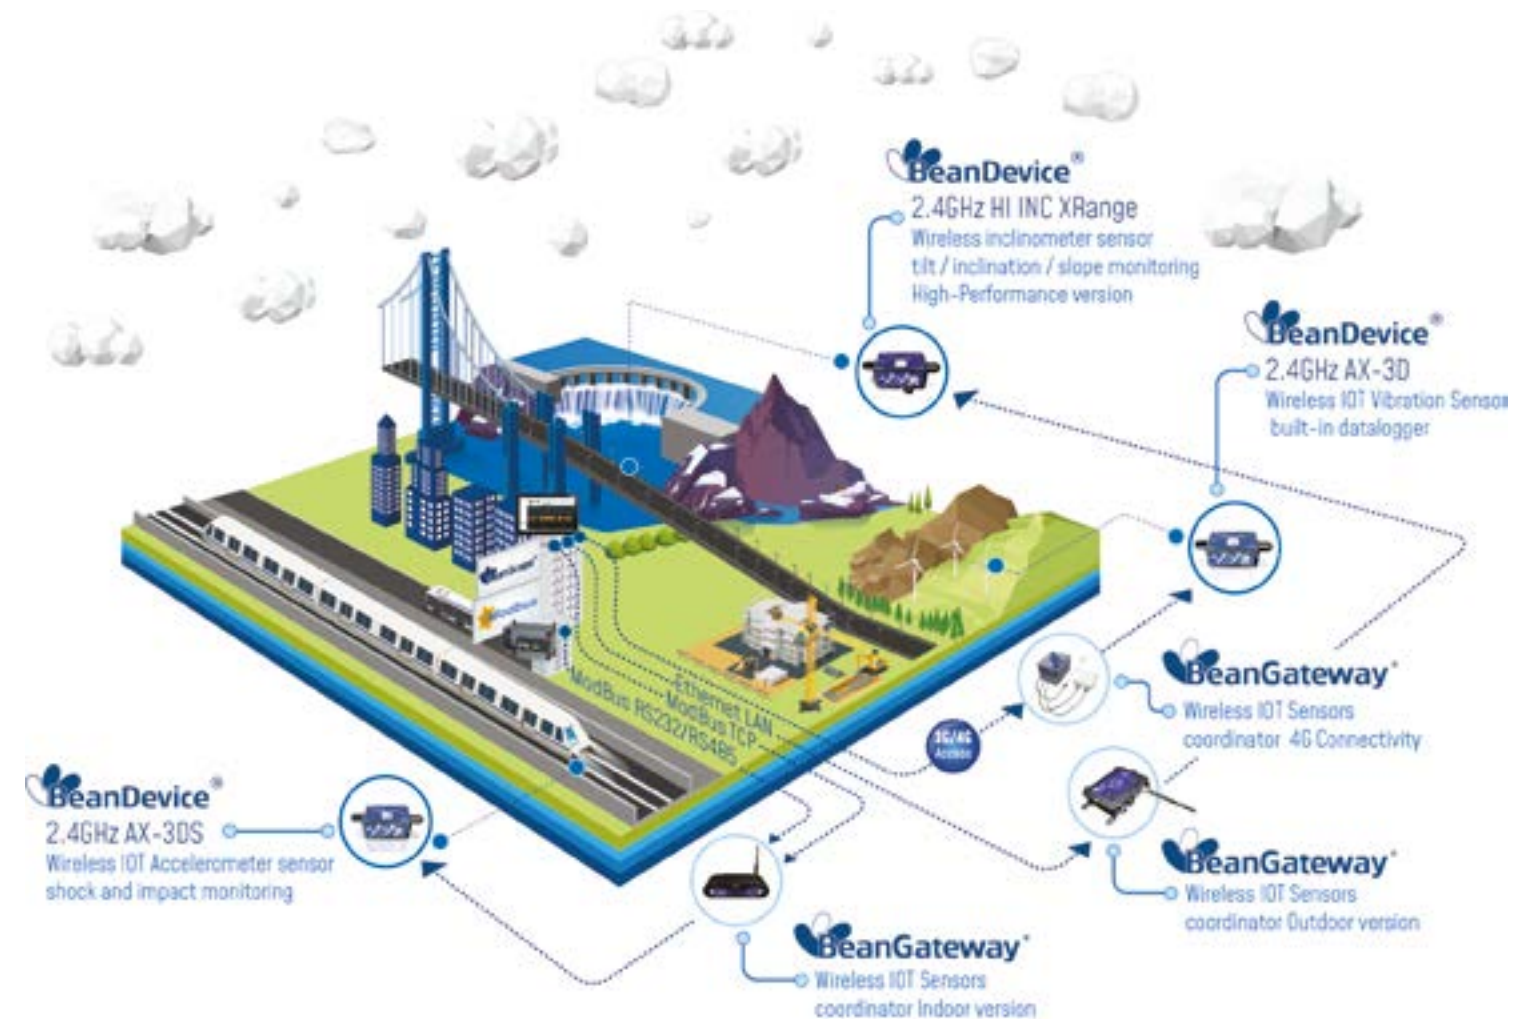 BeanDevice®
2.4GHz HI INC XRange
Wireless inclinometer sensor
tilt / inclination / slope monitoring
High-Performance version
BeanDevice®
2.4GHz AX-3D
Wireless IOT Vibration Sensor
built-in datalogger
Ethernet LAN
ModBus TCP
ModBus RS232/RS485
3G/4G
Access
BeanGateway
Wireless IOT Sensors
coordinator 4G Connectivity
BeanDevice®
2.4GHz AX-3DS
Wireless IOT Accelerometer sensor
shock and impact monitoring
BeanGateway
Wireless IOT Sensors
coordinator Outdoor version
BeanGateway
Wireless IOT Sensors
coordinator Indoor version